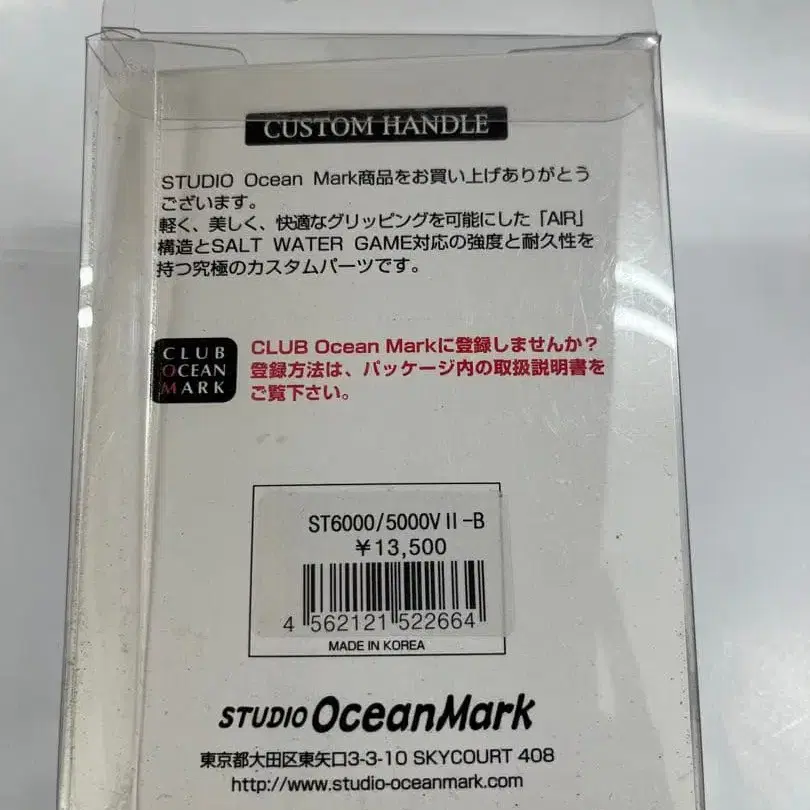 CUSTOM HANDLE
STUDIO Ocean Mark商品をお買い上げありがとう
ございます。
軽く、美しく、快適なグリッピングを可能にした「AIR」
構造とSALT WATER GAME対応の強度と耐久性を
持つ究極のカスタムパーツです。
CLUB
OCEAN
MARK
CLUB Ocean Markに登録しませんか？
登録方法は、パッケージ内の取扱説明書を
ご覧下さい。
ST6000/5000VⅡ-B
￥13,500
4 562121 522664
MADE IN KOREA
STUDIO OceanMark
東京都大田区東矢口3-3-10 SKYCOURT 408
http://www.studio-oceanmark.com